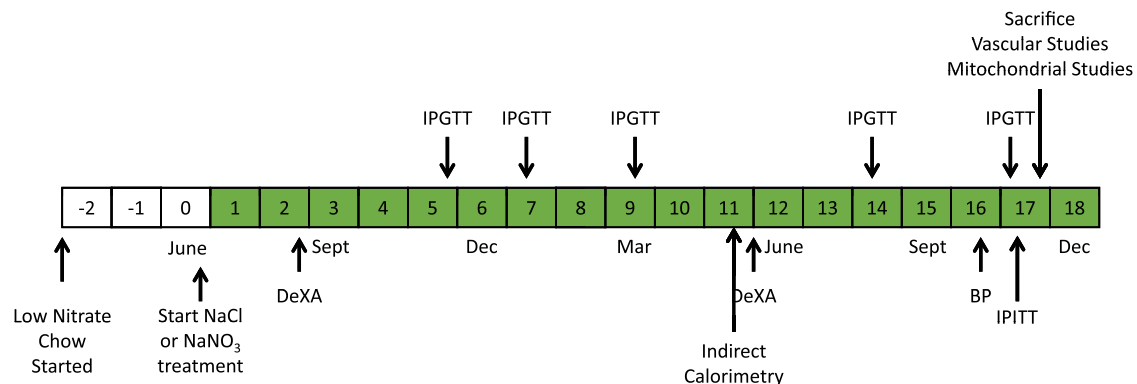 Sacrifice
Vascular Studies
Mitochondrial Studies
IPGTT IPGTT IPGTT IPGTT IPGTT
-2 -1 0 1 2 3 4 5 6 7 8 9 10 11 12 13 14 15 16 17 18
June Sept Dec Mar June Sept Dec
DeXA DeXA BP
Low Nitrate
Chow
Started
Start NaCl
or NaNO₃
treatment
IPITT
Indirect
Calorimetry